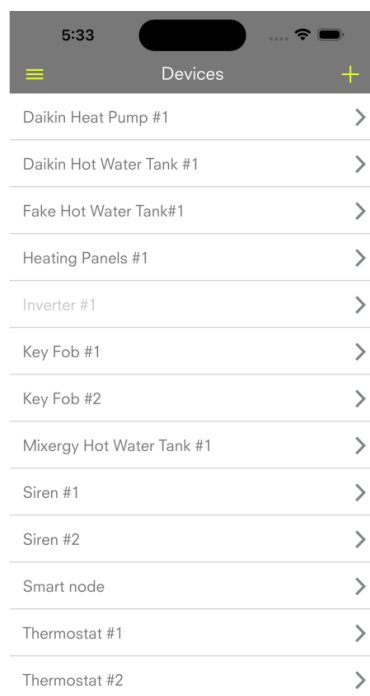 5:33
Devices
Daikin Heat Pump #1
Daikin Hot Water Tank #1
Fake Hot Water Tank#1
Heating Panels #1
Inverter #1
Key Fob #1
Key Fob #2
Mixergy Hot Water Tank #1
Siren #1
Siren #2
Smart node
Thermostat #1
Thermostat #2